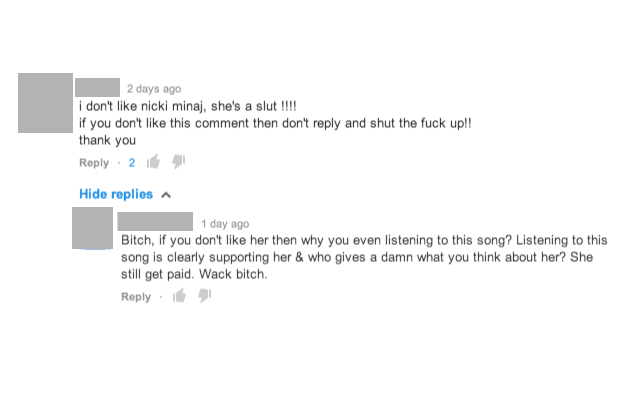 2 days ago
i don't like nicki minaj, she's a slut !!!!
if you don't like this comment then don't reply and shut the fuck up!!
thank you
Reply · 2
Hide replies
1 day ago
Bitch, if you don't like her then why you even listening to this song? Listening to this
song is clearly supporting her & who gives a damn what you think about her? She
still get paid. Wack bitch.
Reply ·